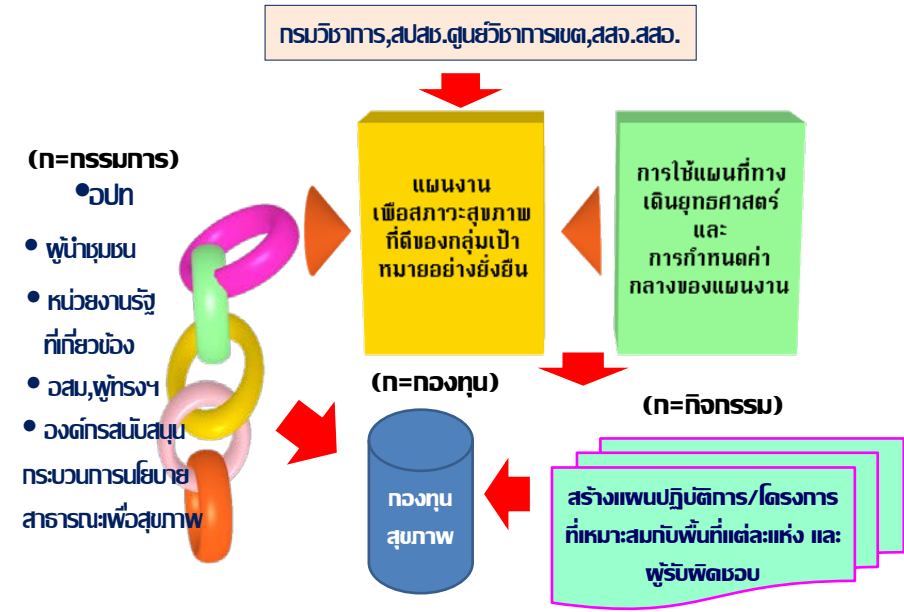 กรมวิชาการ,สปสช.ศูนย์วิชาการเขต,สสจ.สสอ.
(ก=กรรมการ)
•อปท
• ผู้นำชุมชน
• หน่วยงานรัฐ
ที่เกี่ยวข้อง
• อสม,ผู้ทรงฯ
• องค์กรสนับสนุน
กระบวนการนโยบาย
สาธารณะเพื่อสุขภาพ
แผนงาน
เพื่อสภาวะสุขภาพ
ที่ดีของกลุ่มเป้า
หมายอย่างยั่งยืน
การใช้แผนที่ทาง
เดินยุทธศาสตร์
และ
การกำหนดค่า
กลางของแผนงาน
(ก=กองทุน)
กองทุน
สุขภาพ
(ก=กิจกรรม)
สร้างแผนปฏิบัติการ/โครงการ
ที่เหมาะสมกับพื้นที่แต่ละแห่ง และ
ผู้รับผิดชอบ